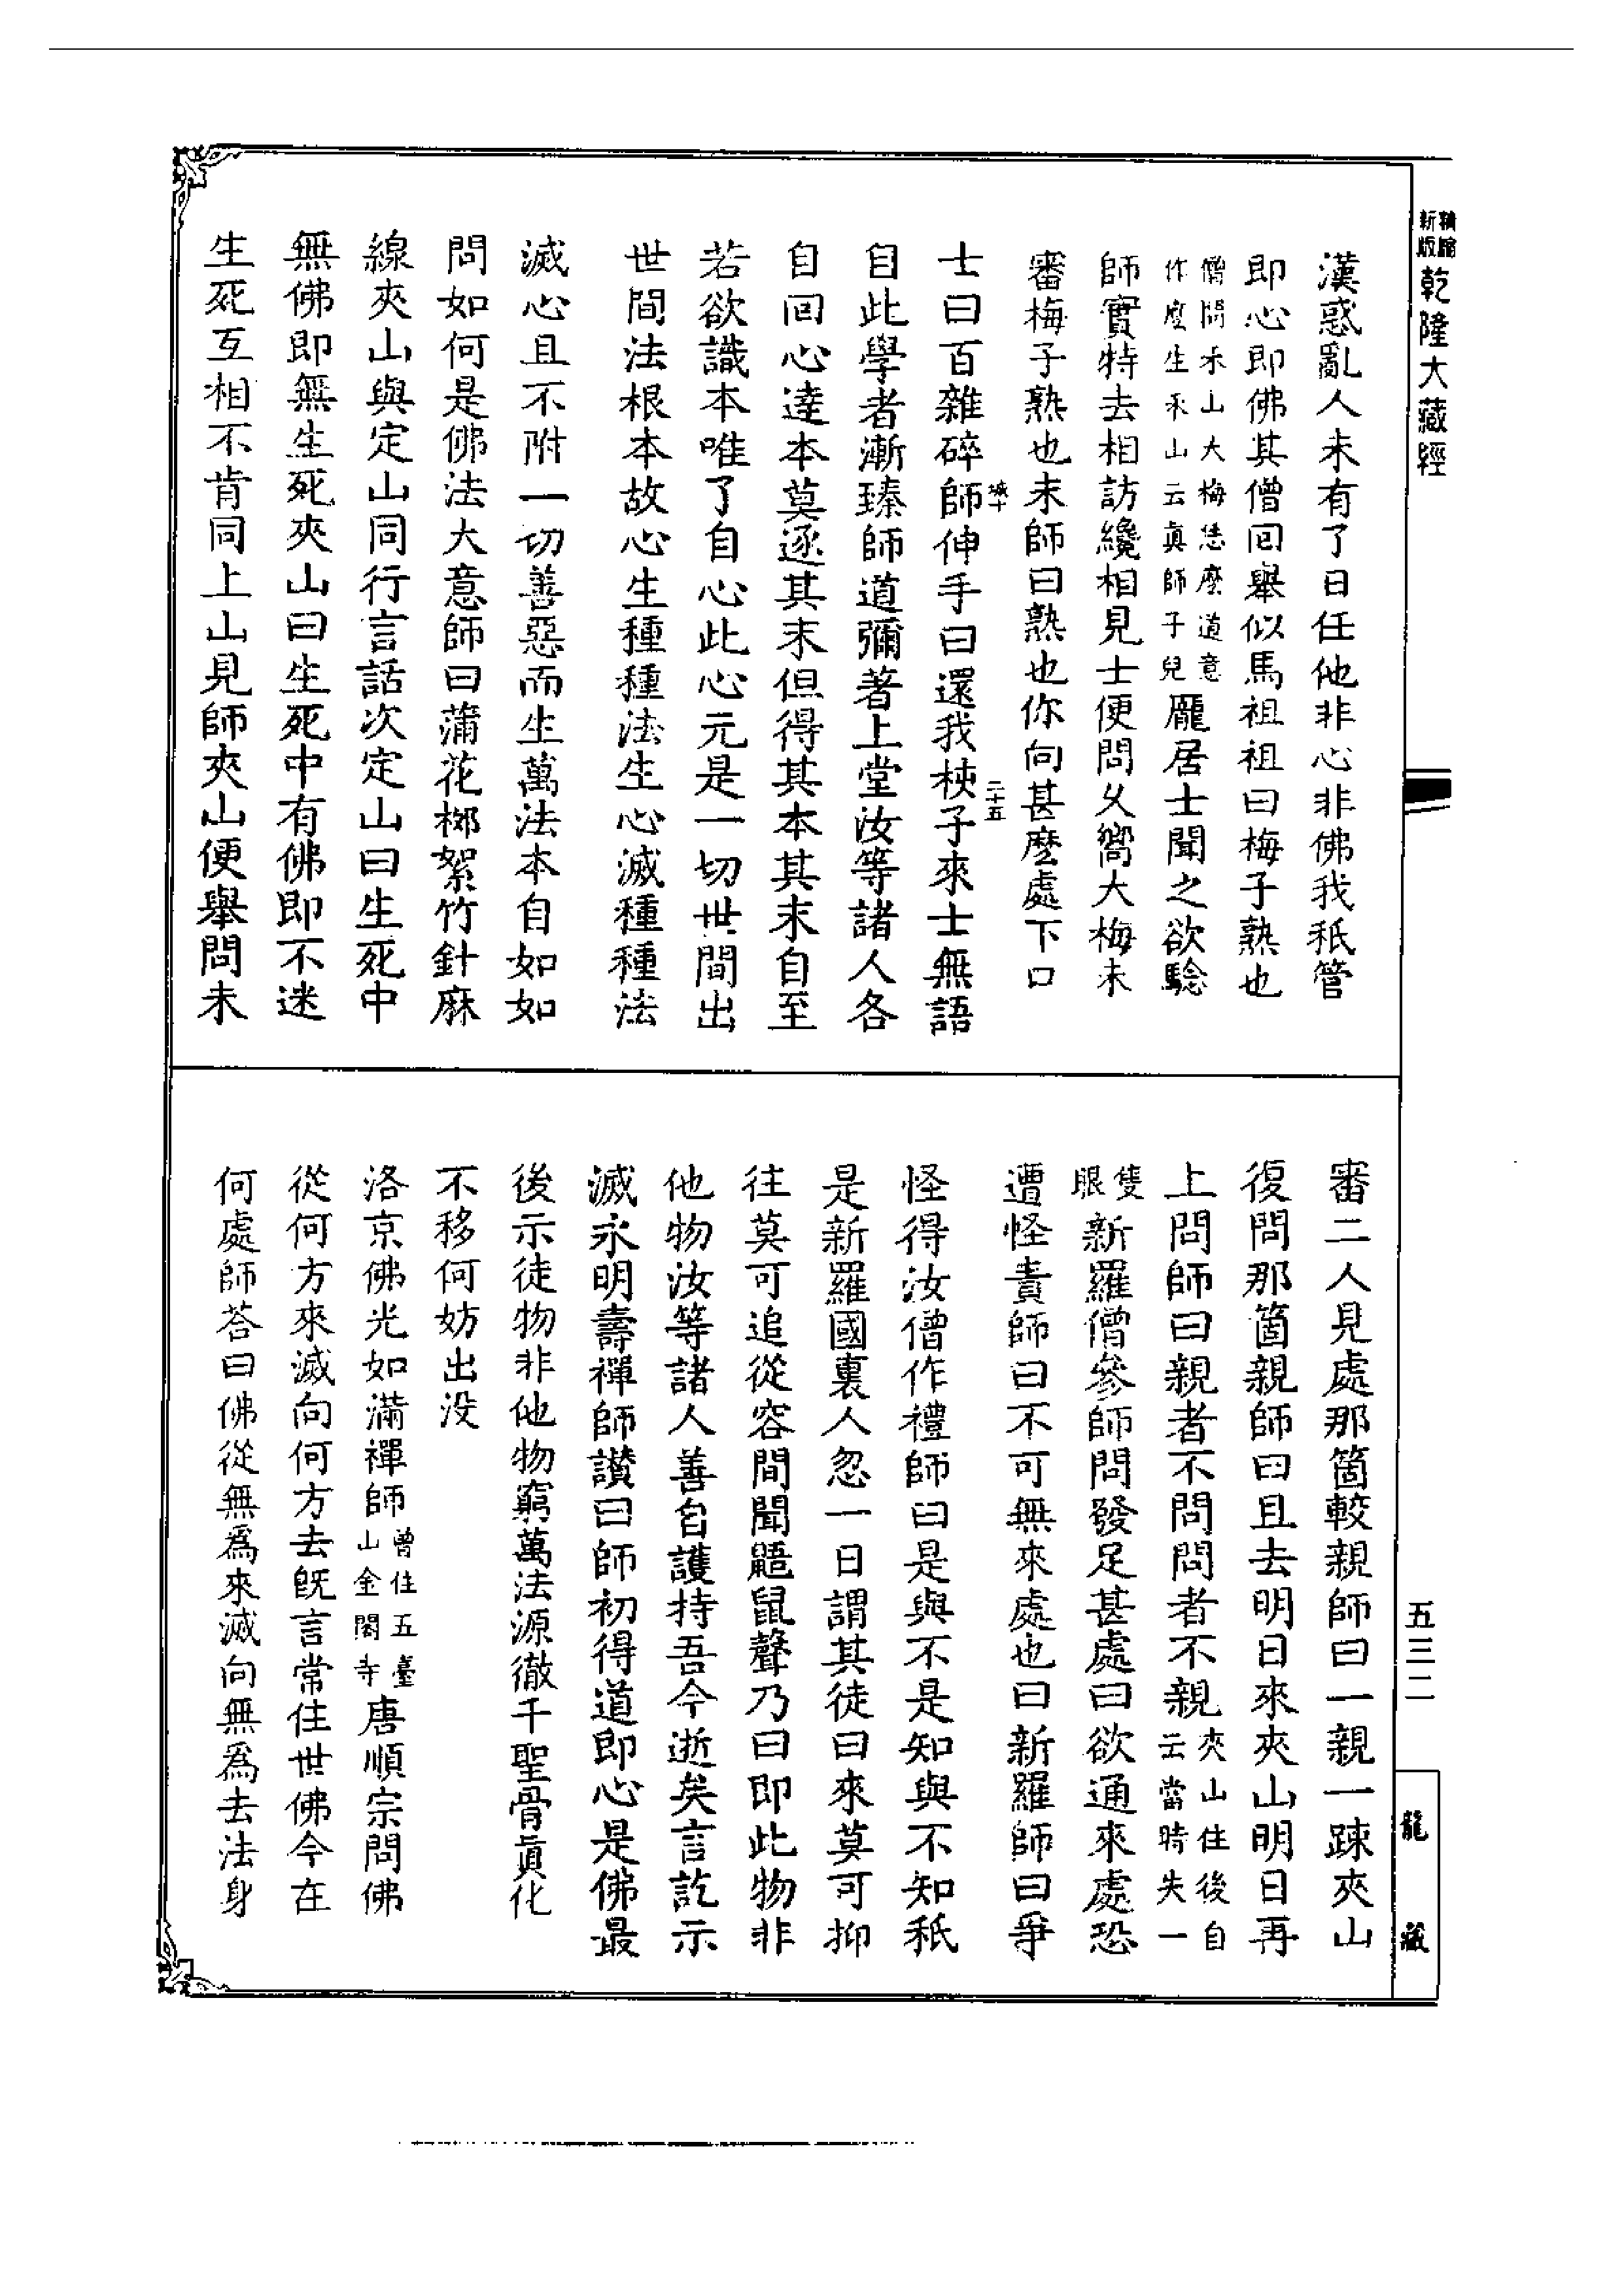 精縮新版乾隆大藏經
漢惑亂人未有了日任他非心非佛我秖管
即心即佛其僧回舉似馬祖祖曰梅子熟也
僧問禾山大梅恁麼道意
作麼生禾山云真師子兒
龐居士聞之欲騐
師實特去相訪纔相見士便問乆嚮大梅未
審梅子熟也未師曰熟也你向甚麼處下口
二十五
士曰百雜碎師伸手曰還我核子來士無語
自此學者漸臻師道彌著上堂汝等諸人各
自回心達本莫逐其末但得其本其末自至
若欲識本唯了自心此心元是一切世間出
世間法根本故心生種種法生心滅種種法
滅心且不附一切善惡而生萬法本自如如
問如何是佛法大意師曰蒲花柳絮竹針麻
線夾山與定山同行言話次定山曰生死中
無佛即無生死夾山曰生死中有佛即不迷
生死互相不肯同上山見師夾山便舉問未
審二人見處那箇較親師曰一親一踈夾山
復問那箇親師曰且去明日來夾山明日再
上問師曰親者不問問者不親
夾山住後自
云當時失一
隻
眼
新羅僧參師問發足甚處曰欲通來處恐
遭怪責師曰不可無來處也曰新羅師曰爭
怪得汝僧作禮師曰是與不是知與不知秖
是新羅國裏人忽一日謂其徒曰來莫可抑
往莫可追從容間聞鼯鼠聲乃曰即此物非
他物汝等諸人善自護持吾今逝矣言訖示
滅永明壽禪師讃曰師初得道即心是佛最
後示徒物非他物窮萬法源徹千聖骨真化
不移何妨出没
洛京佛光如滿禪師
曾住五臺
山金閣寺
唐順宗問佛
從何方來滅向何方去既言常住世佛今在
何處師荅曰佛從無爲來滅向無爲去法身
五三二
龍藏